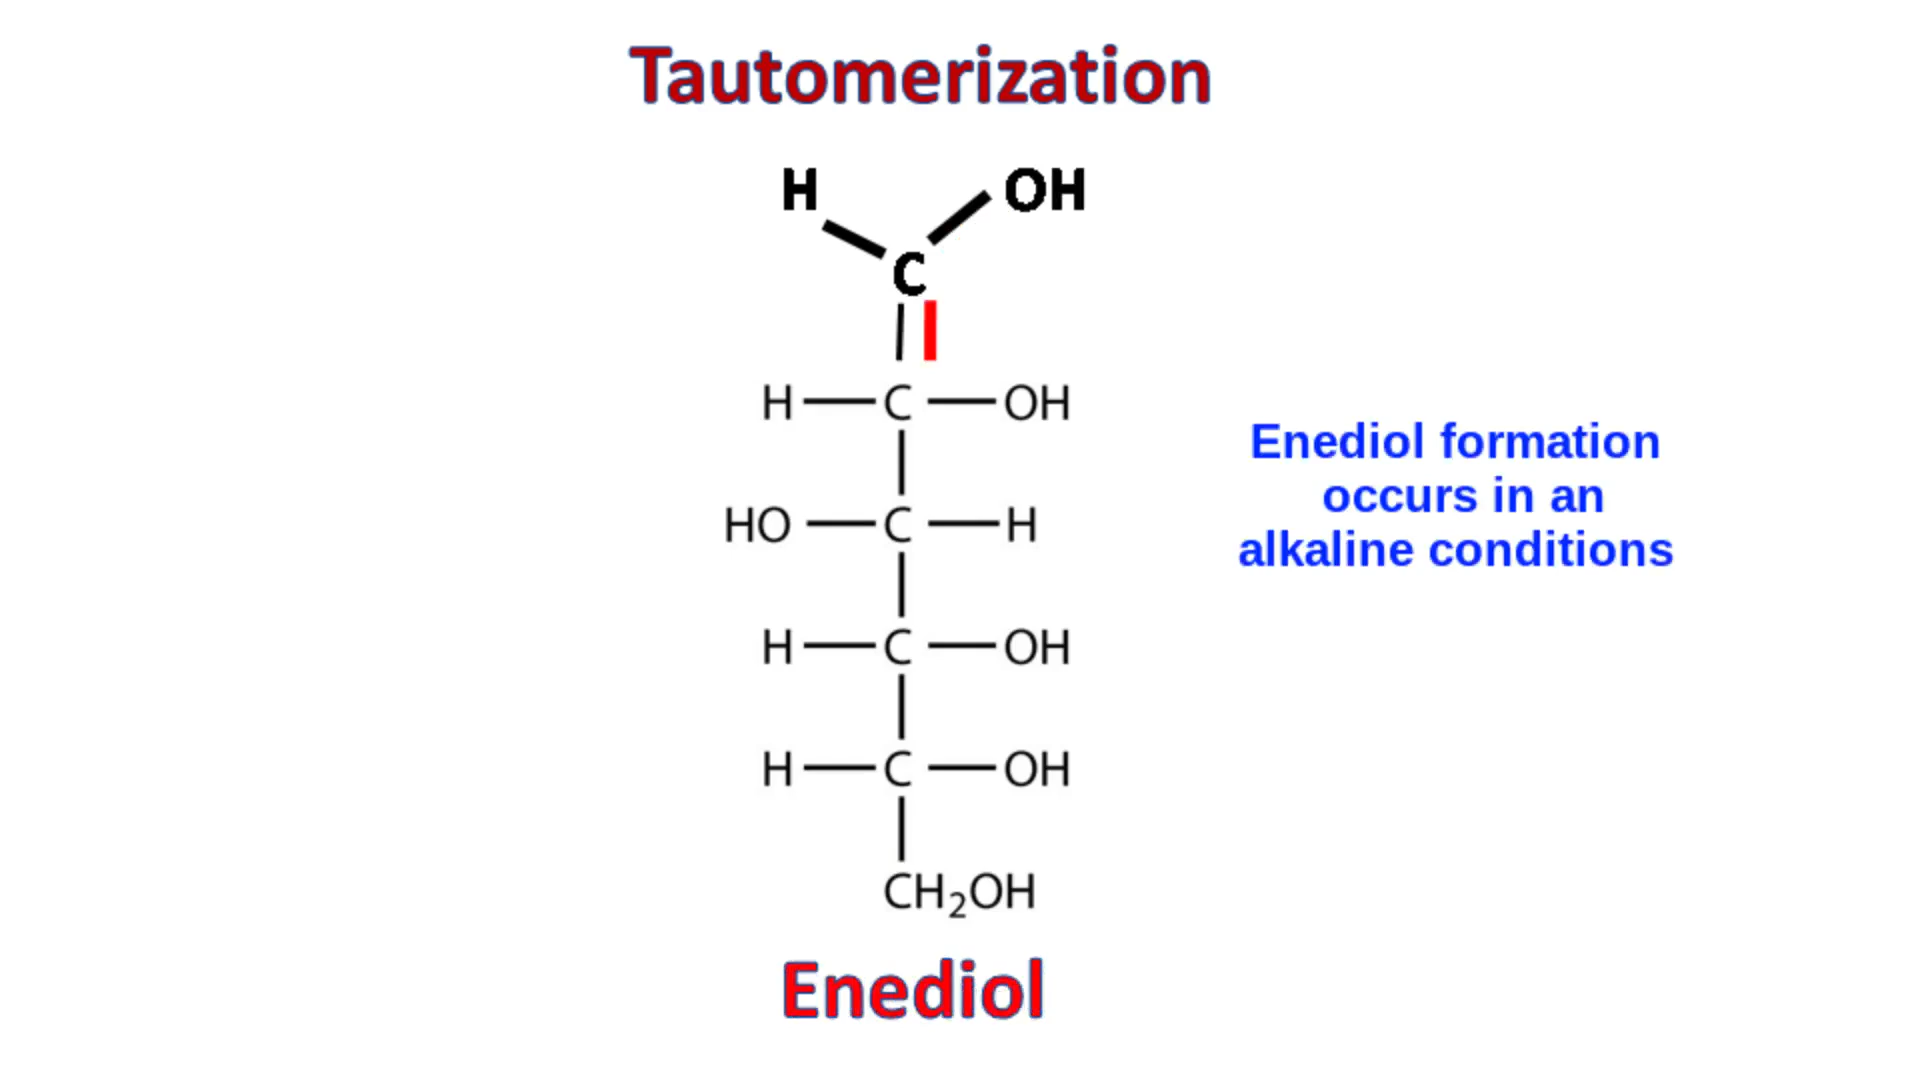 Tautomerization
H OH
C
H C OH
HO C H
H C OH
H C OH
CH₂OH
Enediol formation
occurs in an
alkaline conditions
Enediol